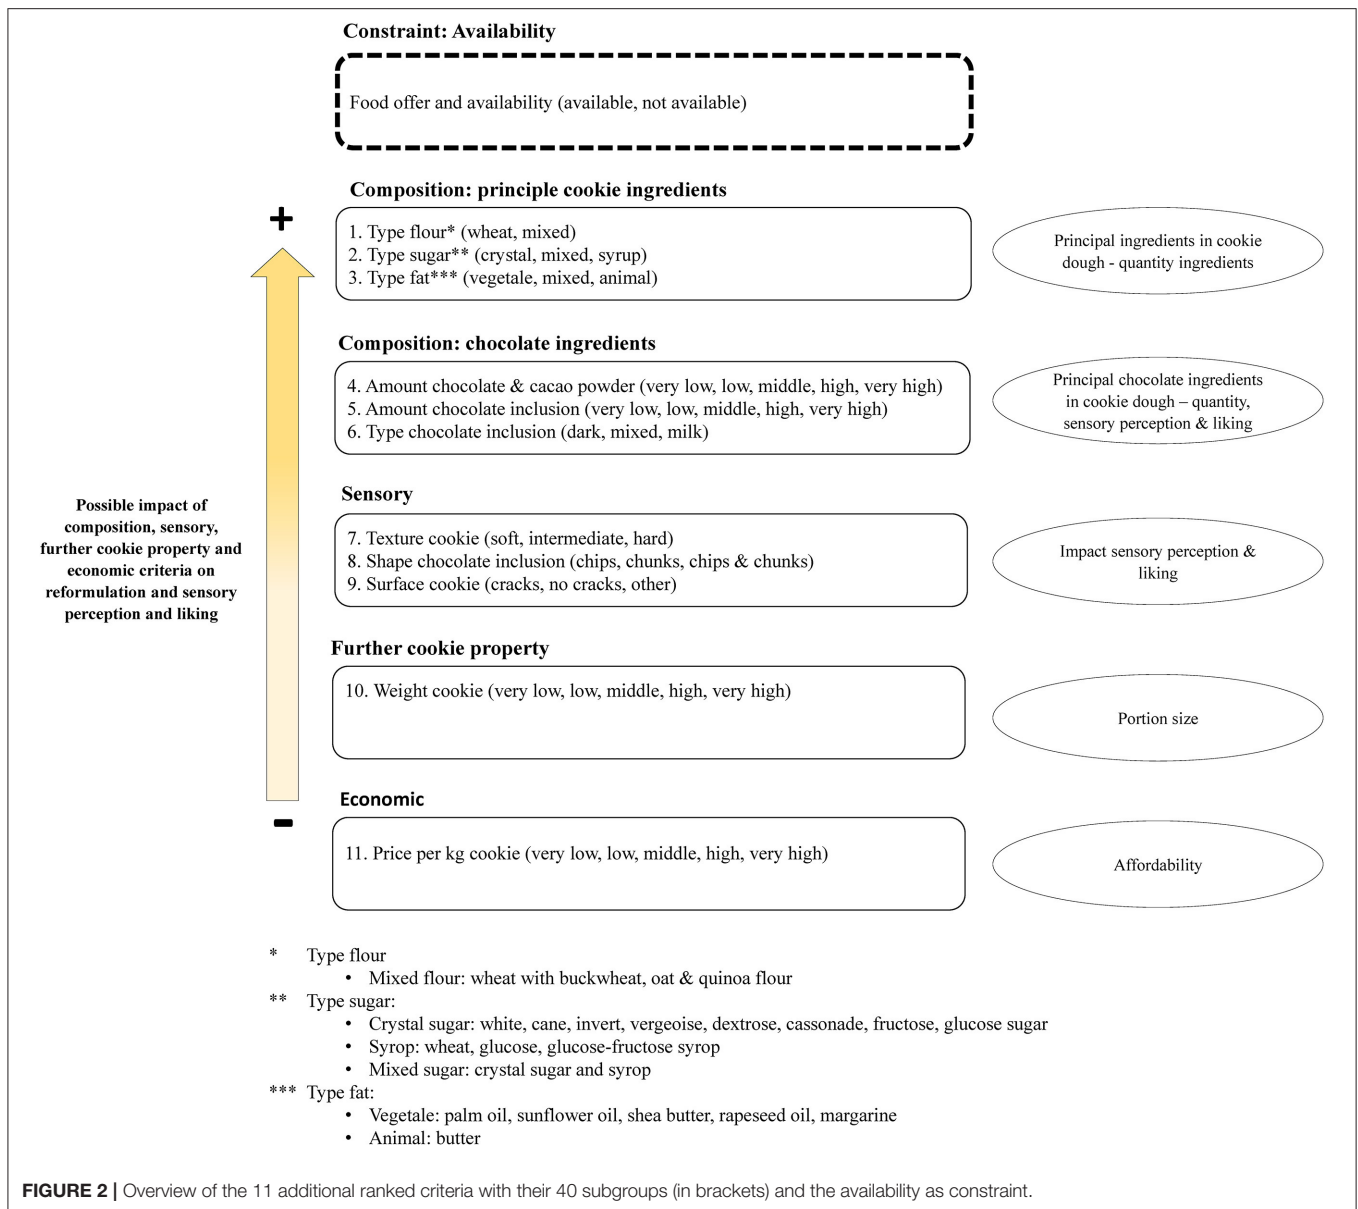 Constraint: Availability
Food offer and availability (available, not available)
Composition: principle cookie ingredients
+
1. Type flour* (wheat, mixed)
2. Type sugar** (crystal, mixed, syrup)
3. Type fat*** (vegetale, mixed, animal)
Principal ingredients in cookie
dough - quantity ingredients
Composition: chocolate ingredients
4. Amount chocolate & cacao powder (very low, low, middle, high, very high)
5. Amount chocolate inclusion (very low, low, middle, high, very high)
6. Type chocolate inclusion (dark, mixed, milk)
Principal chocolate ingredients
in cookie dough – quantity,
sensory perception & liking
Possible impact of
composition, sensory,
further cookie property and
economic criteria on
reformulation and sensory
perception and liking
Sensory
7. Texture cookie (soft, intermediate, hard)
8. Shape chocolate inclusion (chips, chunks, chips & chunks)
9. Surface cookie (cracks, no cracks, other)
Impact sensory perception &
liking
Further cookie property
10. Weight cookie (very low, low, middle, high, very high)
Portion size
Economic
-
11. Price per kg cookie (very low, low, middle, high, very high)
Affordability
* Type flour
• Mixed flour: wheat with buckwheat, oat & quinoa flour
** Type sugar:
• Crystal sugar: white, cane, invert, vergeoise, dextrose, cassonade, fructose, glucose sugar
• Syrop: wheat, glucose, glucose-fructose syrop
• Mixed sugar: crystal sugar and syrop
*** Type fat:
• Vegetale: palm oil, sunflower oil, shea butter, rapeseed oil, margarine
• Animal: butter
FIGURE 2 | Overview of the 11 additional ranked criteria with their 40 subgroups (in brackets) and the availability as constraint.